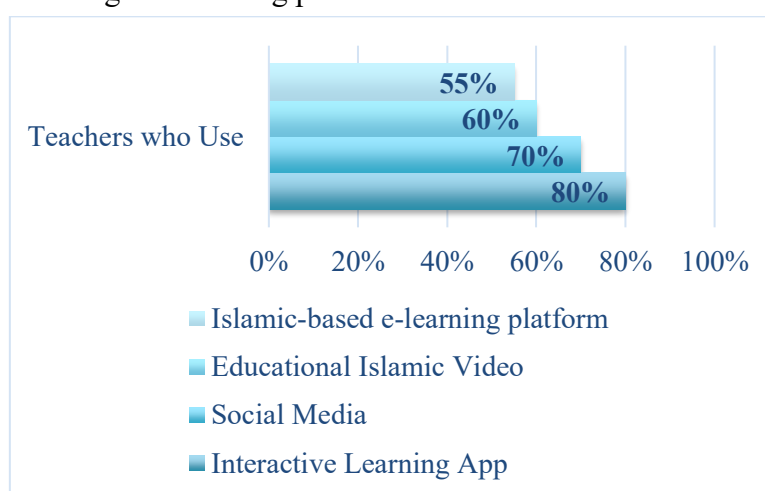 55%
60%
Teachers who Use
70%
80%
0% 20% 40% 60% 80% 100%
Islamic-based e-learning platform
Educational Islamic Video
Social Media
Interactive Learning App